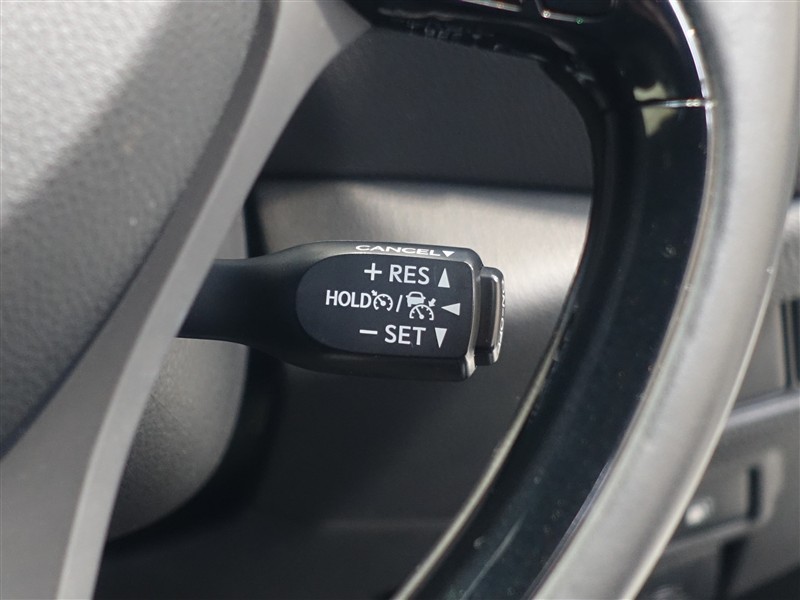 CANCEL▼
+ RES ▲
HOLD / ◀
− SET ▼